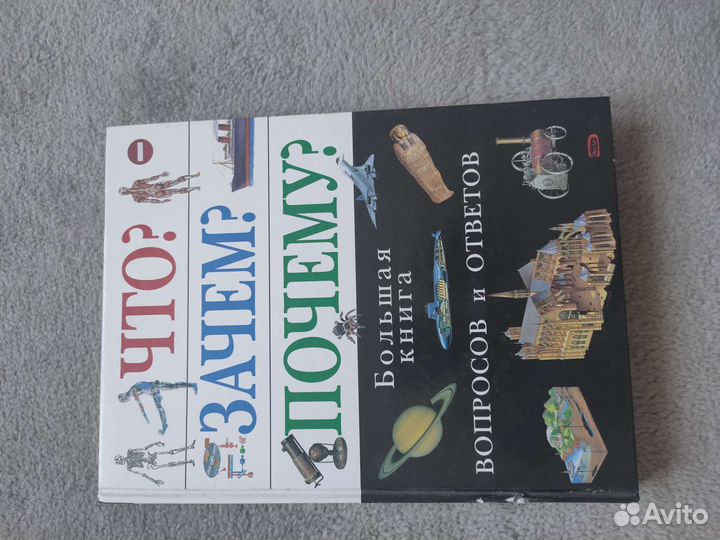 ЧТО?
ЗАЧЕМ?
ПОЧЕМУ?
Большая
книга
ВОПРОСОВ и ОТВЕТОВ
Avito